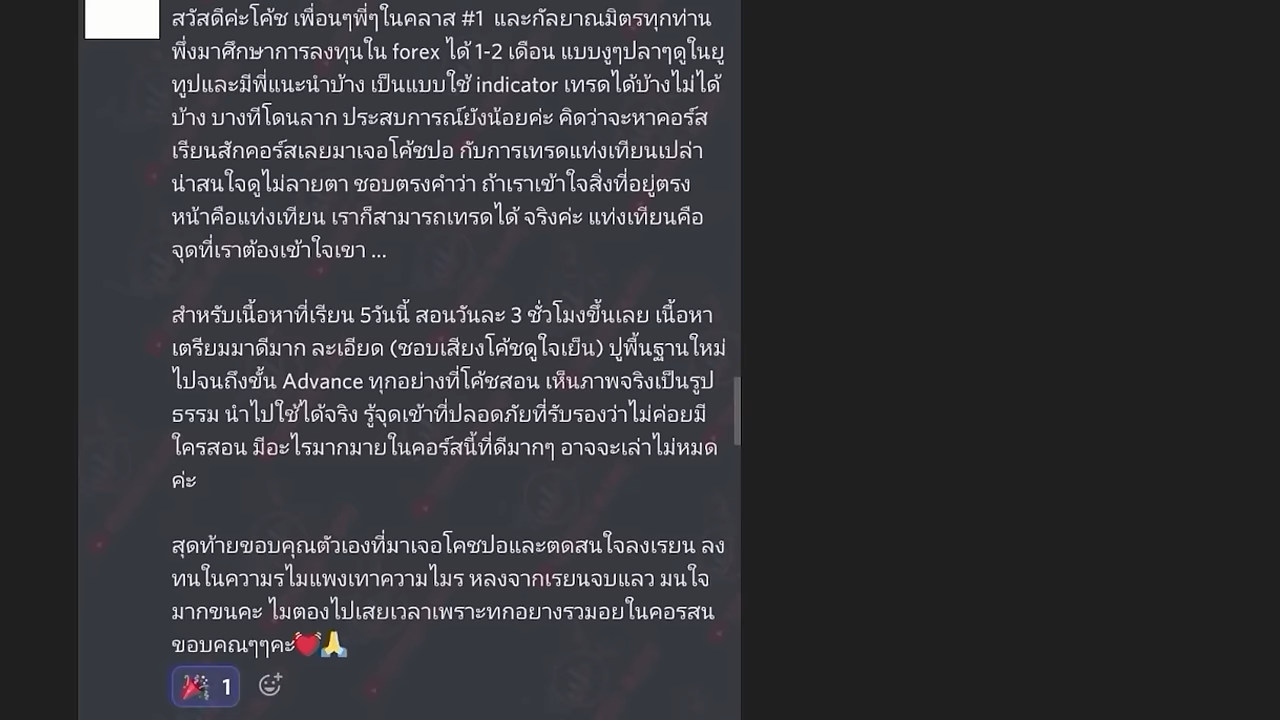 สวัสดีค่ะโค้ช เพื่อนๆพี่ๆในคลาส #1 และกัลยาณมิตรทุกท่าน
พึ่งมาศึกษาการลงทุนใน forex ได้ 1-2 เดือน แบบงูๆปลาๆดูในยู
ทูปและมีพี่แนะนำบ้าง เป็นแบบใช้ indicator เทรดได้บ้างไม่ได้
บ้าง บางทีโดนลาก ประสบการณ์ยังน้อยค่ะ คิดว่าจะหาคอร์ส
เรียนสักคอร์สเลยมาเจอโค้ชปอ กับการเทรดแท่งเทียนเปล่า
น่าสนใจดูไม่ลายตา ชอบตรงคำว่า ถ้าเราเข้าใจสิ่งที่อยู่ตรง
หน้าคือแท่งเทียน เราก็สามารถเทรดได้ จริงค่ะ แท่งเทียนคือ
จุดที่เราต้องเข้าใจเขา ...
สำหรับเนื้อหาที่เรียน 5วันนี้ สอนวันละ 3 ชั่วโมงขึ้นเลย เนื้อหา
เตรียมมาดีมาก ละเอียด (ชอบเสียงโค้ชดูใจเย็น) ปูพื้นฐานใหม่
ไปจนถึงขั้น Advance ทุกอย่างที่โค้ชสอน เห็นภาพจริงเป็นรูป
ธรรม นำไปใช้ได้จริง รู้จุดเข้าที่ปลอดภัยที่รับรองว่าไม่ค่อยมี
ใครสอน มีอะไรมากมายในคอร์สนี้ที่ดีมากๆ อาจจะเล่าไม่หมด
ค่ะ
สุดท้ายขอบคุณตัวเองที่มาเจอโคชปอและตดสนใจลงเรยน ลง
ทนในความรไมแพงเทาความไมร หลงจากเรยนจบแลว มนใจ
มากขนคะ ไมตองไปเสยเวลาเพราะทกอยางรวมอยในคอรสน
ขอบคณๆๆคะ💓🙏
1